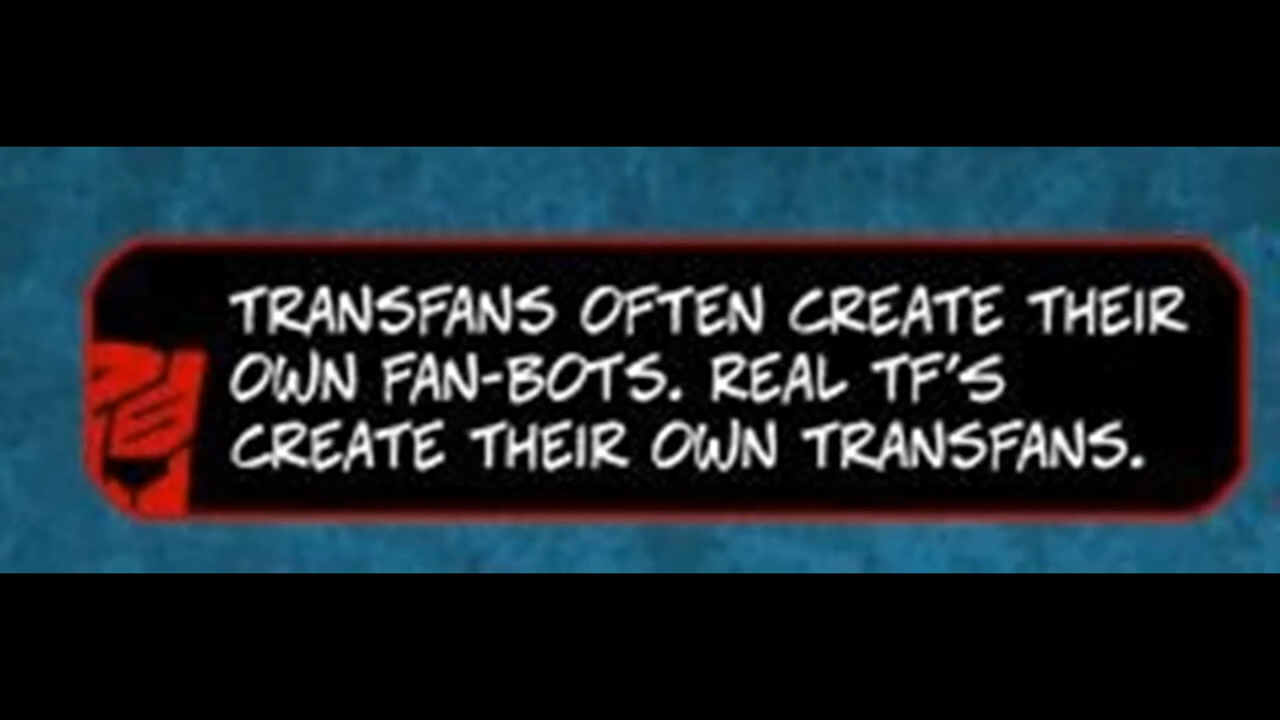 TRANSFANS OFTEN CREATE THEIR
OWN FAN-BOTS. REAL TF'S
CREATE THEIR OWN TRANSFANS.